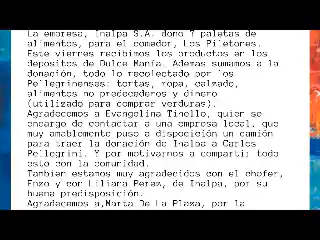 La empresa, Inalpa S.A. donó 7 paletas de
alimentos, para el comedor, Los Piletones.
Este viernes recibimos los productos en los
depósitos de Dulce Manía. Además sumamos a la
donación, todo lo recolectado por los
Pellegrinenses: tortas, ropa, calzado,
alimentos no predecederos y dinero
(utilizado para comprar verduras).
Agradecemos a Evangelina Tinello, quien se
encargo de contactar a una empresa local, que
muy amablemente puso a disposición un camión
para traer la donación de Inalpa a Carlos
Pellegrini. Y por motivarnos a compartir todo
esto con la comunidad.
Tambien estamos muy agradecidos con el chofer,
Enzo y con Liliana Perez, de Inalpa, por su
buena predisposición.
Agradecemos a,Marta De La Plaza, por la